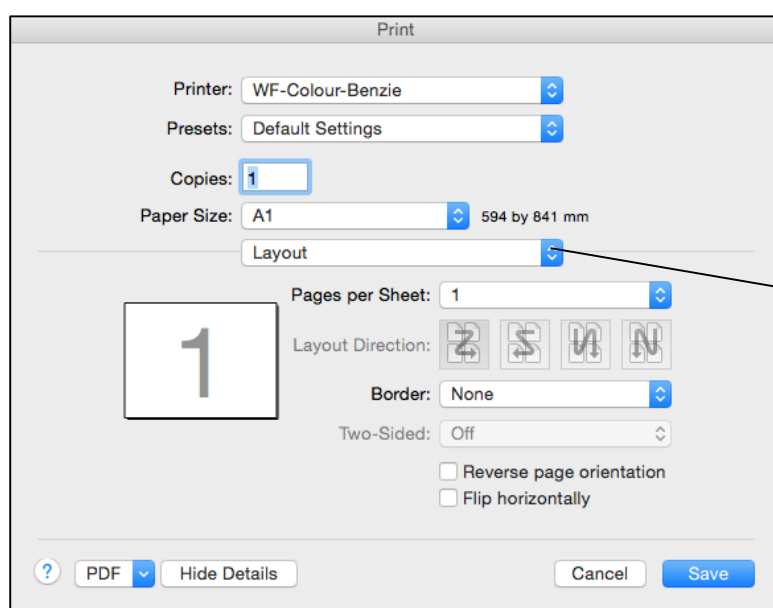 Print
Printer: WF-Colour-Benzie
Presets: Default Settings
Copies: 1
Paper Size: A1 594 by 841 mm
Layout
Pages per Sheet: 1
1
Layout Direction:
Border: None
Two-Sided: Off
Reverse page orientation
Flip horizontally
? PDF Hide Details Cancel Save